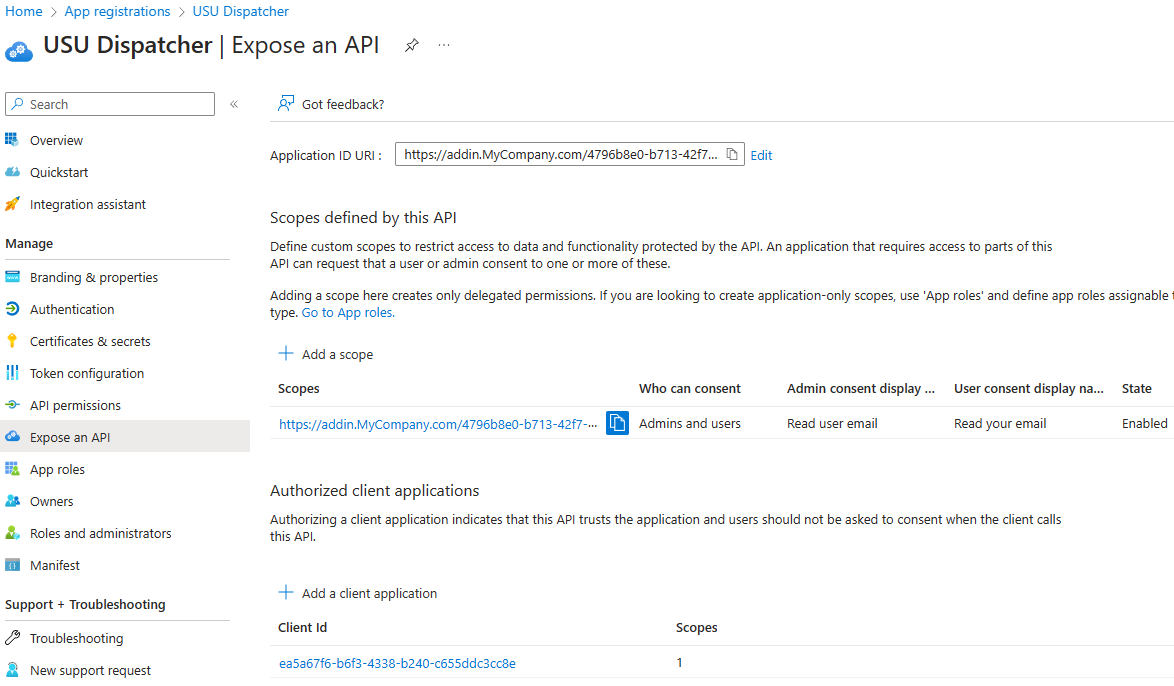 Home > App registrations > USU Dispatcher
USU Dispatcher | Expose an API
Search
Got feedback?
Overview
Quickstart
Integration assistant
Manage
Branding & properties
Authentication
Certificates & secrets
Token configuration
API permissions
Expose an API
App roles
Owners
Roles and administrators
Manifest
Support + Troubleshooting
Troubleshooting
New support request
Application ID URI : https://addin.MyCompany.com/4796b8e0-b713-42f7... Edit
Scopes defined by this API
Define custom scopes to restrict access to data and functionality protected by the API. An application that requires access to parts of this
API can request that a user or admin consent to one or more of these.
Adding a scope here creates only delegated permissions. If you are looking to create application-only scopes, use 'App roles' and define app roles assignable
type. Go to App roles.
Add a scope
Scopes Who can consent Admin consent display ... User consent display na... State
https://addin.MyCompany.com/4796b8e0-b713-42f7-... Admins and users Read user email Read your email Enabled
Authorized client applications
Authorizing a client application indicates that this API trusts the application and users should not be asked to consent when the client calls
this API.
Add a client application
Client Id Scopes
ea5a67f6-b6f3-4338-b240-c655ddc3cc8e 1